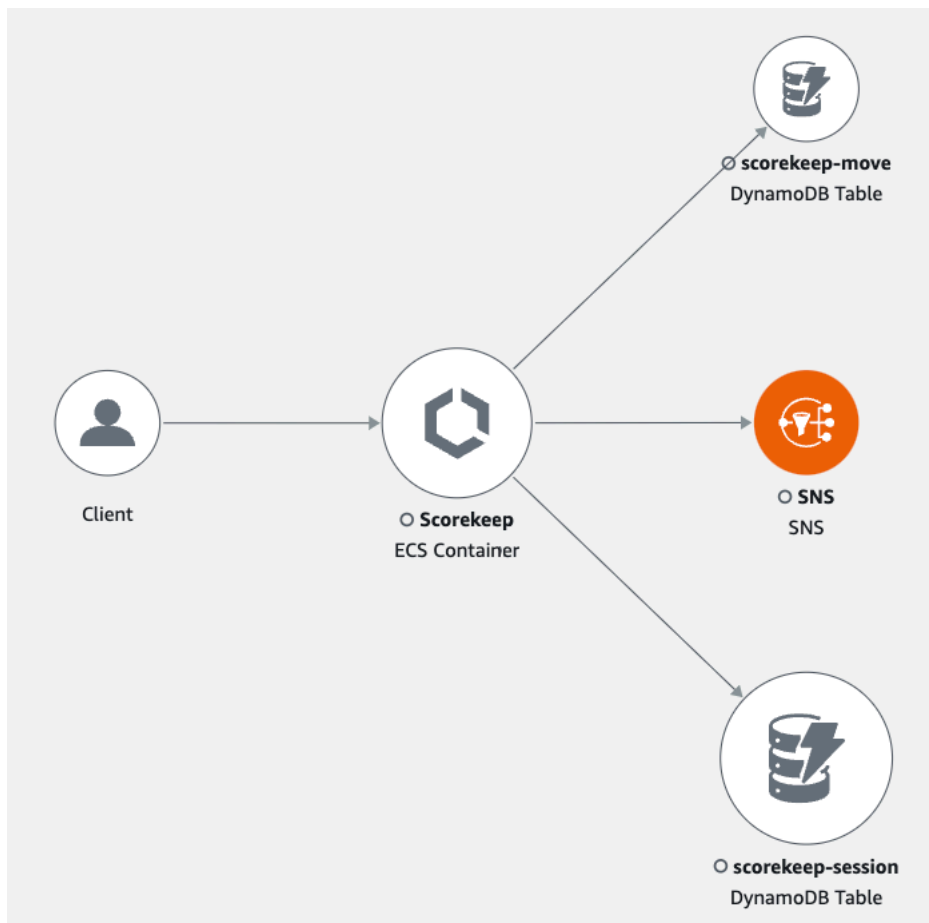 scorekeep-move
DynamoDB Table
Client
Scorekeep
ECS Container
SNS
SNS
scorekeep-session
DynamoDB Table